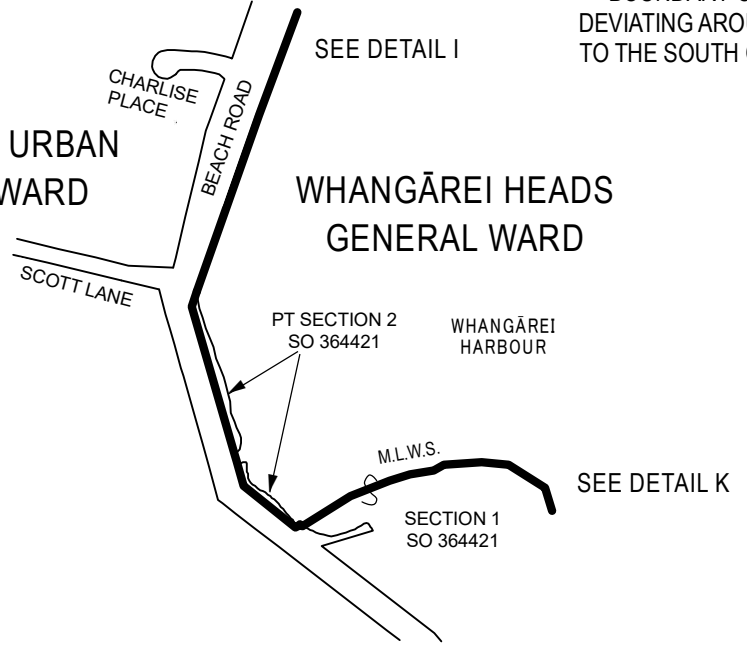 DEVIATING AROU
TO THE SOUTH
SEE DETAIL I
CHARLISE
PLACE
BEACH ROAD
URBAN
WARD
WHANGĀREI HEADS
GENERAL WARD
SCOTT LANE
PT SECTION 2
SO 364421
WHANGĀREI
HARBOUR
M.L.W.S.
SEE DETAIL K
SECTION 1
SO 364421